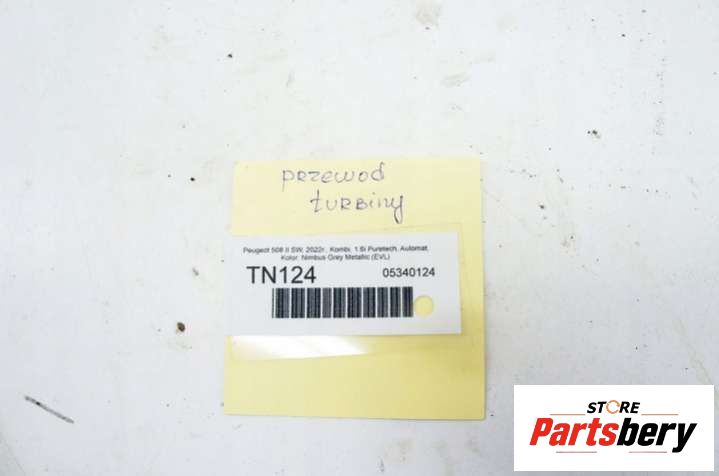 przewod
turbiny
Peugeot 508 II SW, 2022r., Kombi, 1.6i Puretech, Automat,
Kolor: Nimbus Grey Metallic (EVL)
TN124 05340124
STORE
Partsbery